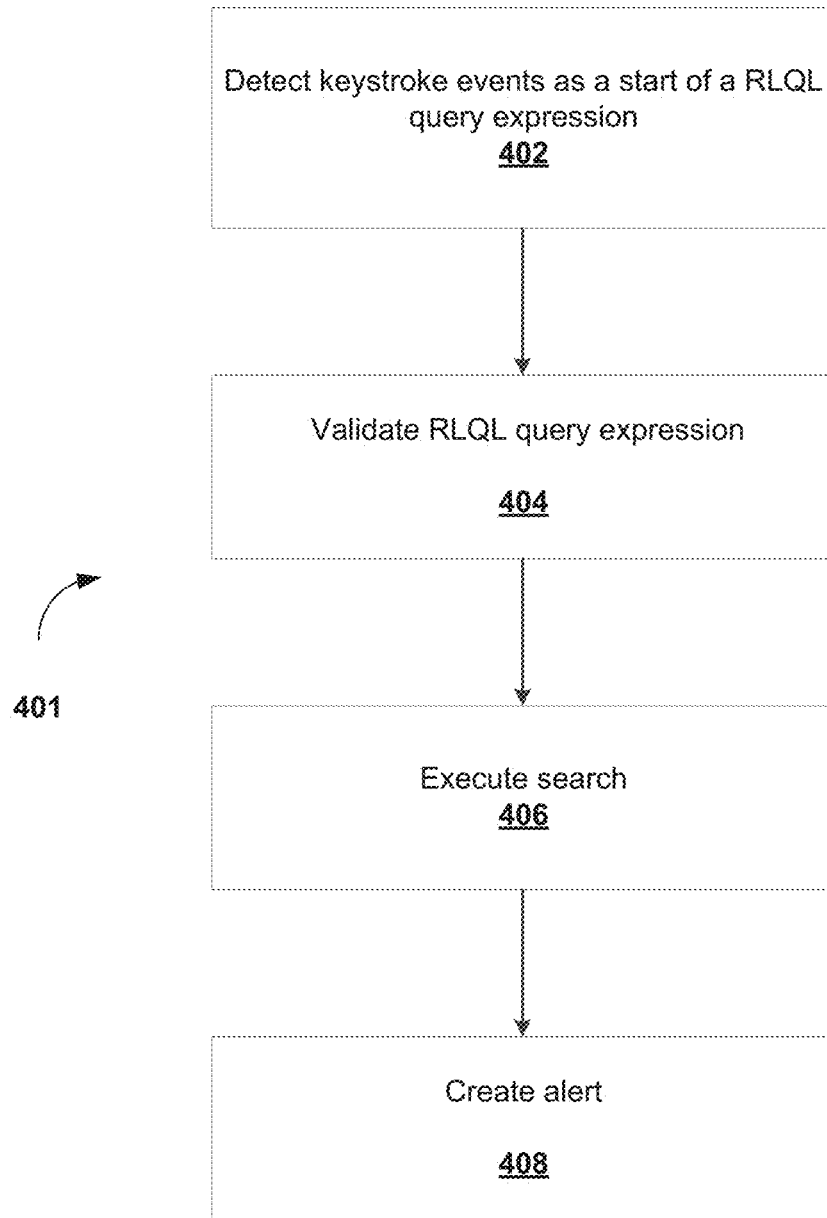 Detect keystroke events as a start of a RLQL
query expression
402
Validate RLQL query expression
404
401
Execute search
406
Create alert
408